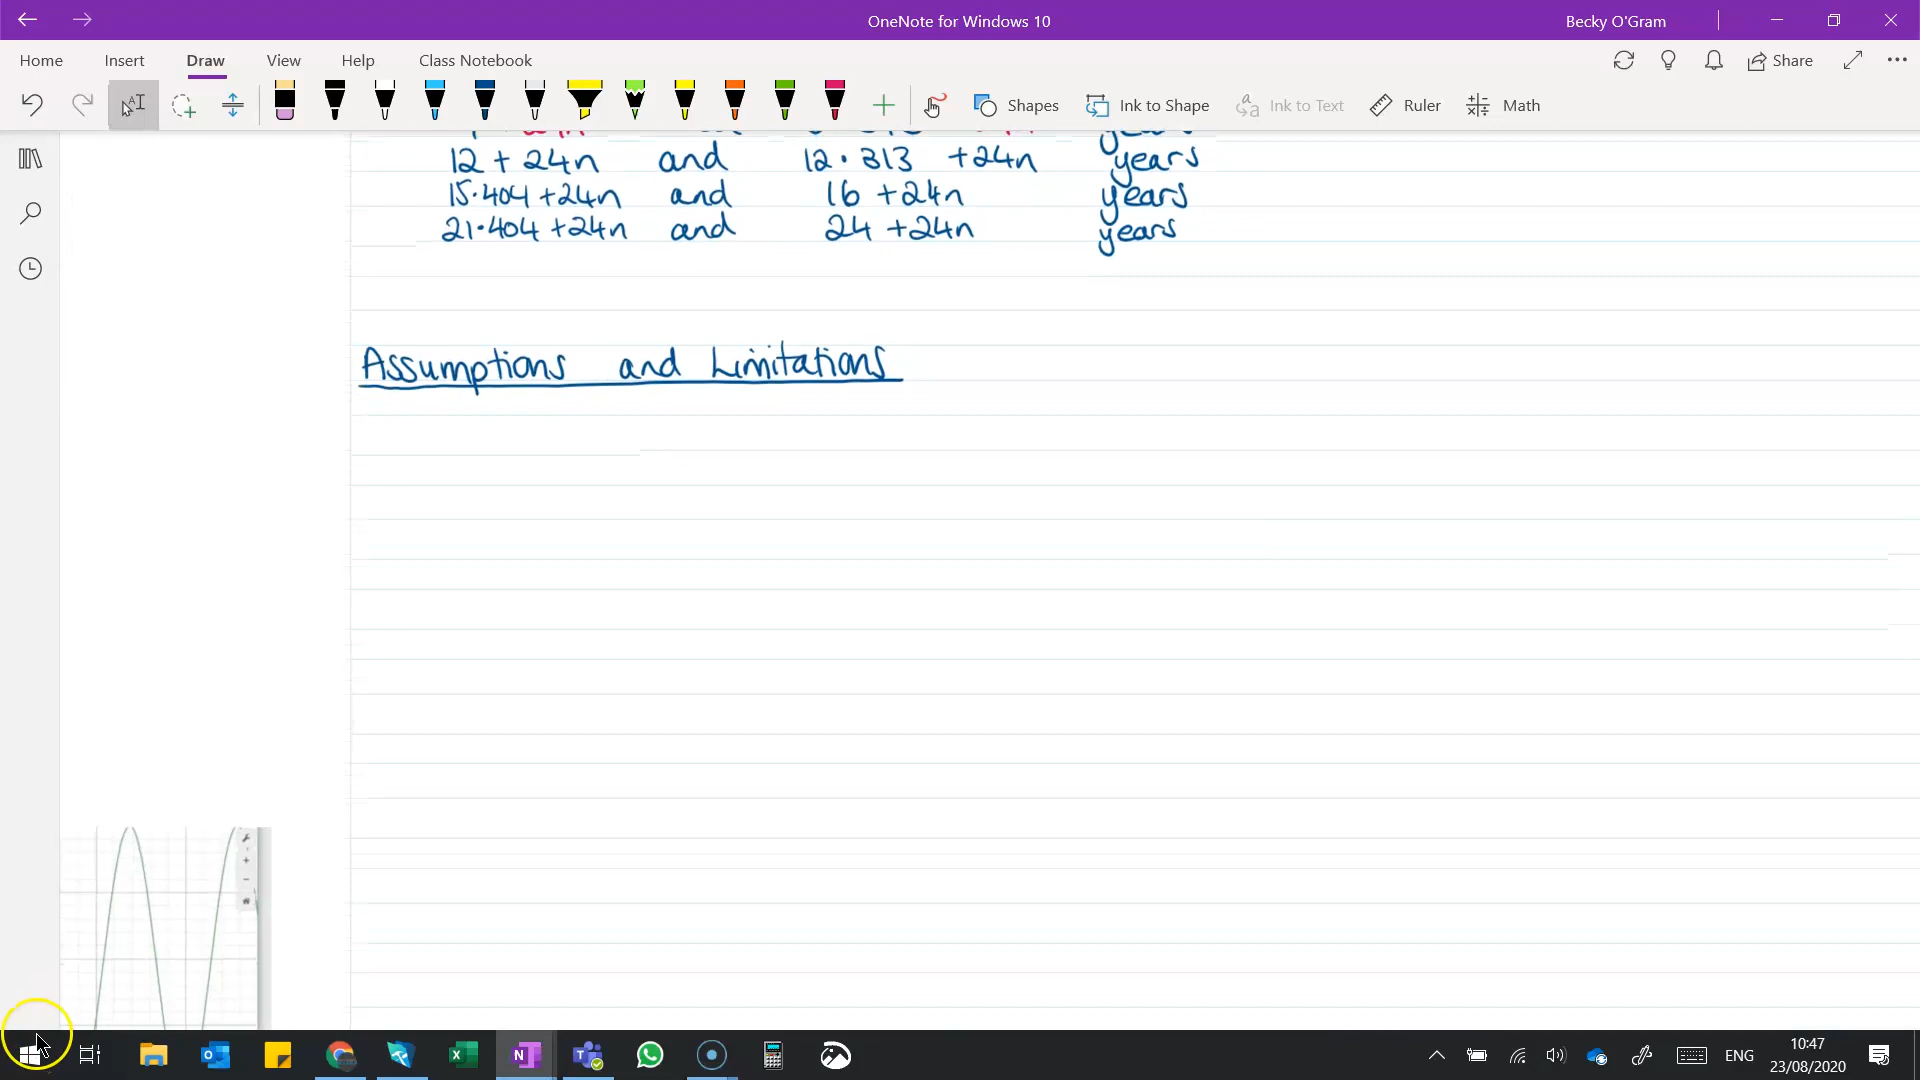 OneNote for Windows 10
Becky O'Gram
Home Insert Draw View Help Class Notebook
Share
Shapes Ink to Shape Ink to Text Ruler Math
12 + 24n and 12.313 +24n years
15.404 +24n and 16 +24n years
21.404 +24n and 24 +24n years
Assumptions and Limitations
ENG
10:47
23/08/2020